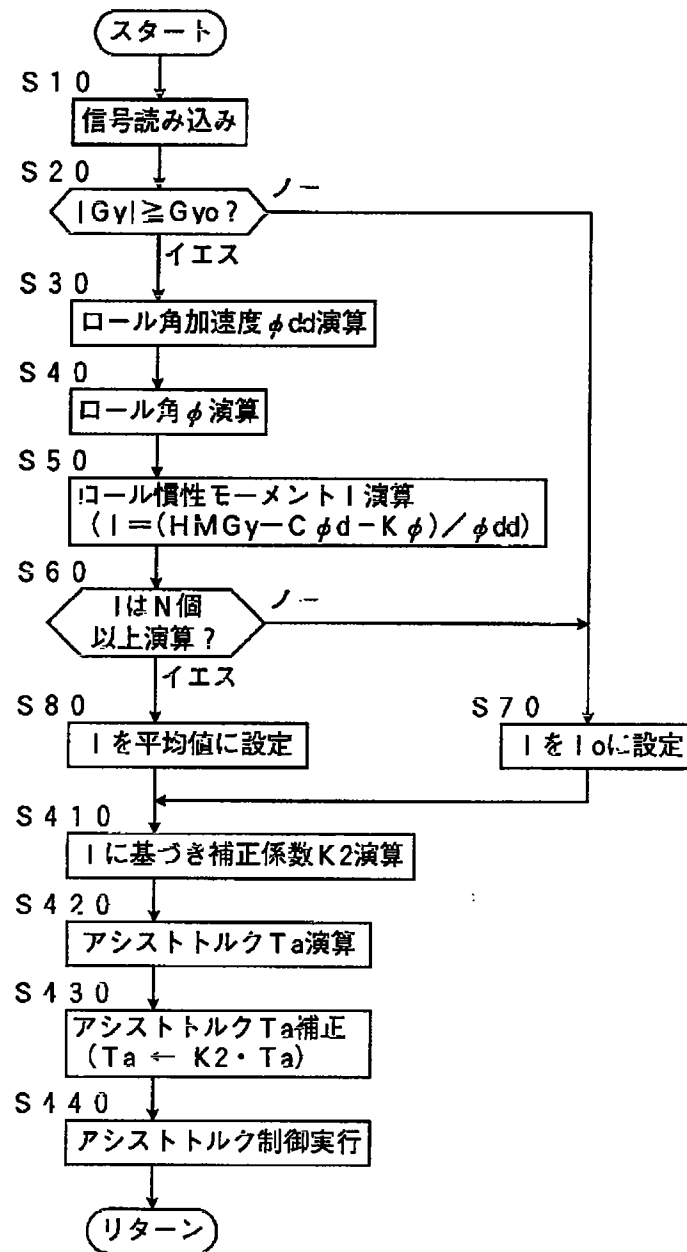 スタート
S10
信号読み込み
S20
|Gy|≧Gyo?
ノー
イエス
S30
ロール角加速度φdd演算
S40
ロール角φ演算
S50
ロール慣性モーメントI演算
(I=(HMGy-Cφd-Kφ)/φdd)
S60
IはN個
以上演算?
ノー
イエス
S80
Iを平均値に設定
S70
IをIoに設定
S410
Iに基づき補正係数K2演算
S420
アシストトルクTa演算
S430
アシストトルクTa補正
(Ta ← K2・Ta)
S440
アシストトルク制御実行
リターン